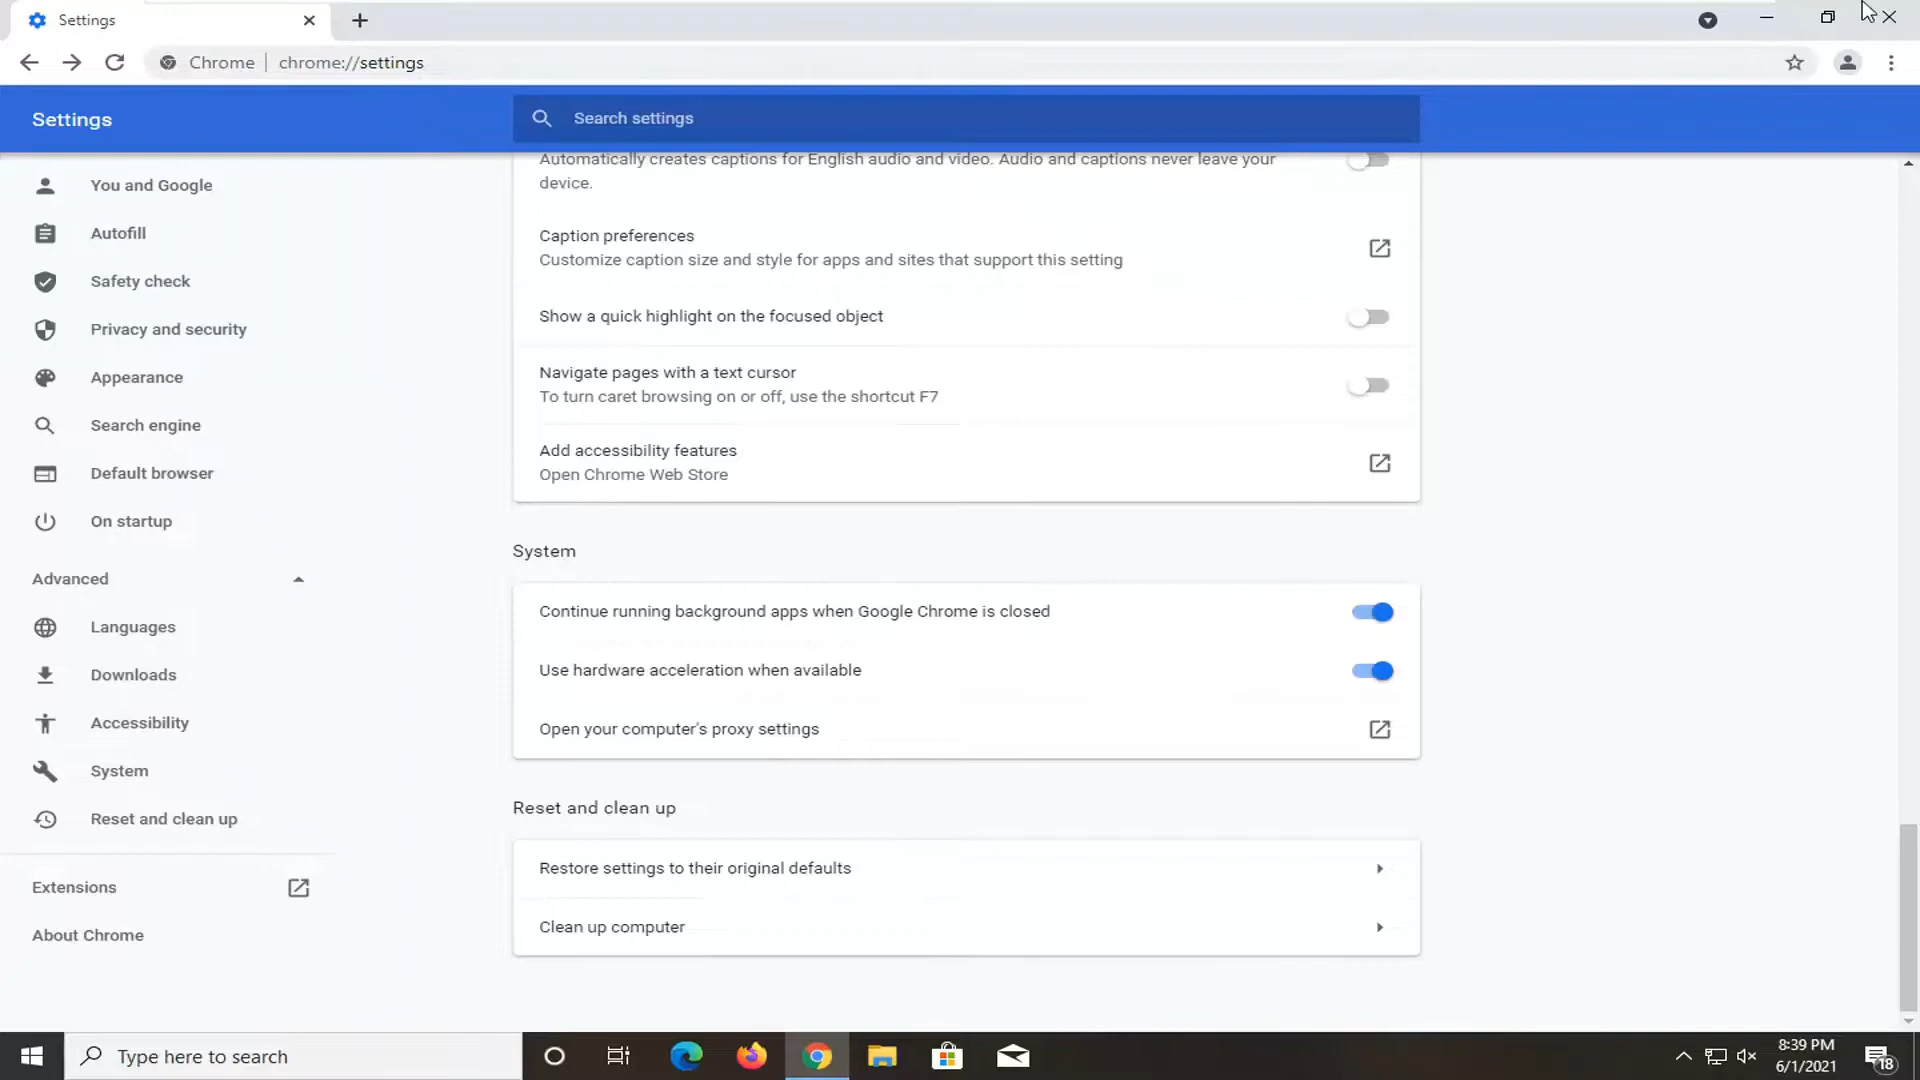 Settings
Chrome
chrome://settings
Settings
Search settings
You and Google
Autofill
Safety check
Privacy and security
Appearance
Search engine
Default browser
On startup
Advanced
Languages
Downloads
Accessibility
System
Reset and clean up
Extensions
About Chrome
Automatically creates captions for English audio and video. Audio and captions never leave your
device.
Caption preferences
Customize caption size and style for apps and sites that support this setting
Show a quick highlight on the focused object
Navigate pages with a text cursor
To turn caret browsing on or off, use the shortcut F7
Add accessibility features
Open Chrome Web Store
System
Continue running background apps when Google Chrome is closed
Use hardware acceleration when available
Open your computer's proxy settings
Reset and clean up
Restore settings to their original defaults
Clean up computer
Type here to search
8:39 PM
6/1/2021
18